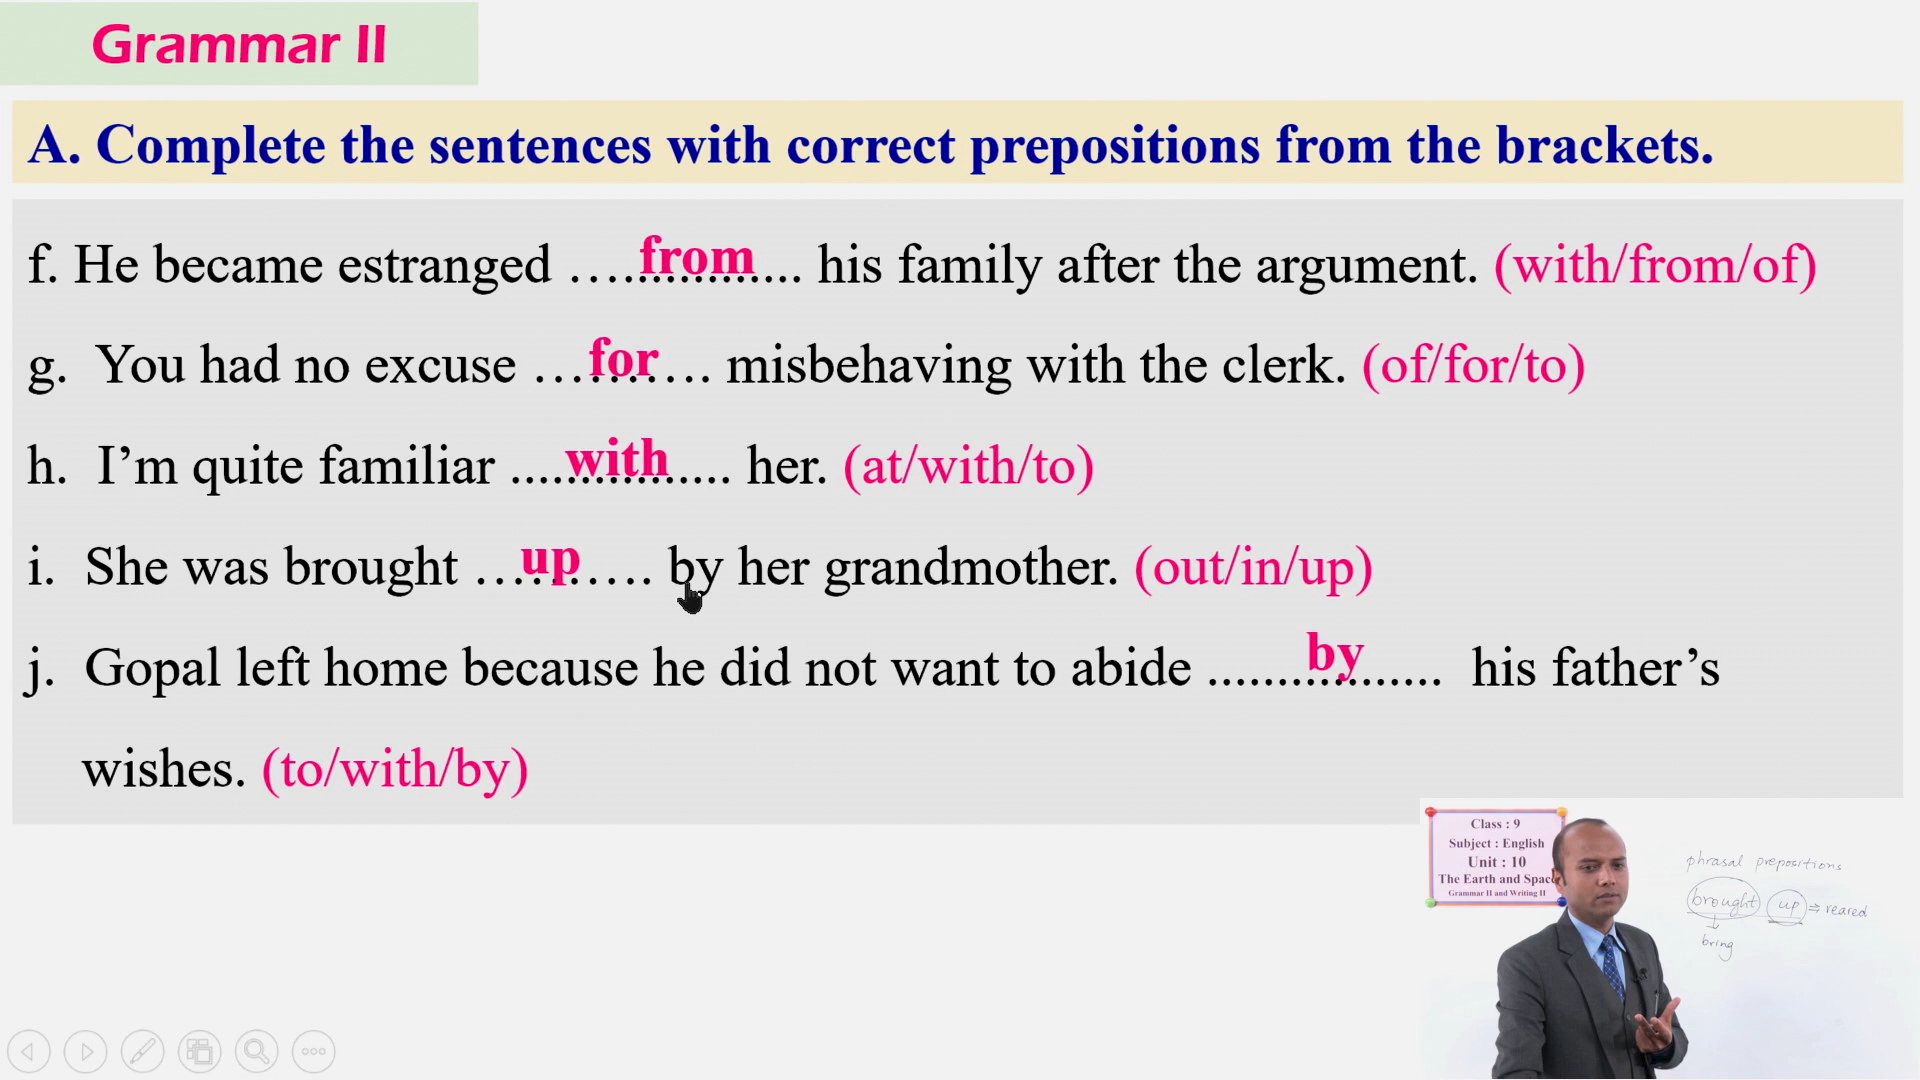 Grammar II
A. Complete the sentences with correct prepositions from the brackets.
f. He became estranged ….from............ his family after the argument. (with/from/of)
g. You had no excuse …for……. misbehaving with the clerk. (of/for/to)
h. I’m quite familiar ....with............ her. (at/with/to)
i. She was brought …up……. by her grandmother. (out/in/up)
j. Gopal left home because he did not want to abide .......by.......... his father’s
wishes. (to/with/by)
Class : 9
Subject : English
Unit : 10
The Earth and Space
Grammar II and Writing II
phrasal prepositions
brought up ⇒ reared
↓
bring